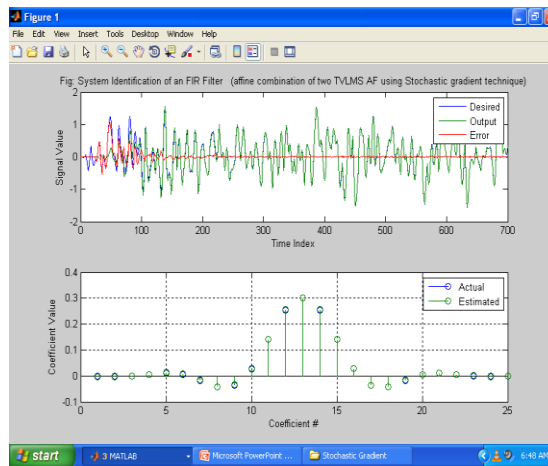 Figure 1
File Edit View Insert Tools Desktop Window Help
Fig: System Identification of an FIR Filter (affine combination of two TVLMS AF using Stochastic gradient technique)
2
1
0
-1
-2
Signal Value
Desired
Output
Error
0 100 200 300 400 500 600 700
Time Index
0.4
0.3
0.2
0.1
0
-0.1
Coefficient Value
Actual
Estimated
0 5 10 15 20 25
Coefficient #
start
3 MATLAB
Microsoft PowerPoint ...
Stochastic Gradient
6:48 AM